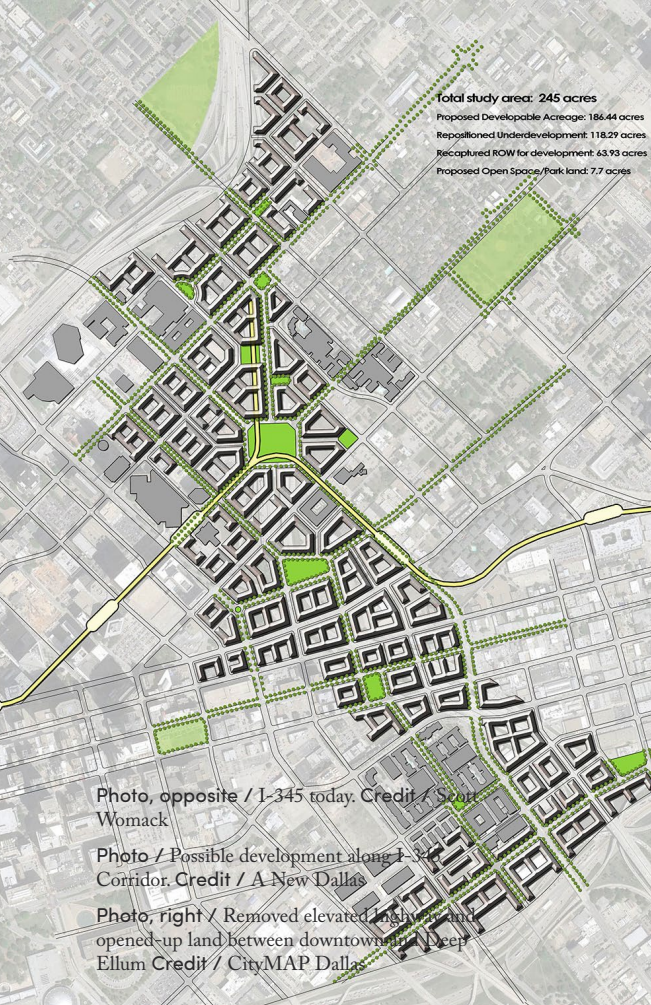 Total study area: 245 acres
Proposed Developable Acreage: 186.44 acres
Repositioned Underdevelopment: 118.29 acres
Recaptured ROW for development: 63.93 acres
Proposed Open Space/Park land: 7.7 acres
Photo, opposite / I-345 today. Credit / Scott
Womack
Photo / Possible development along I-345
Corridor. Credit / A New Dallas
Photo, right / Removed elevated highway and
opened-up land between downtown and Deep
Ellum Credit / CityMAP Dallas